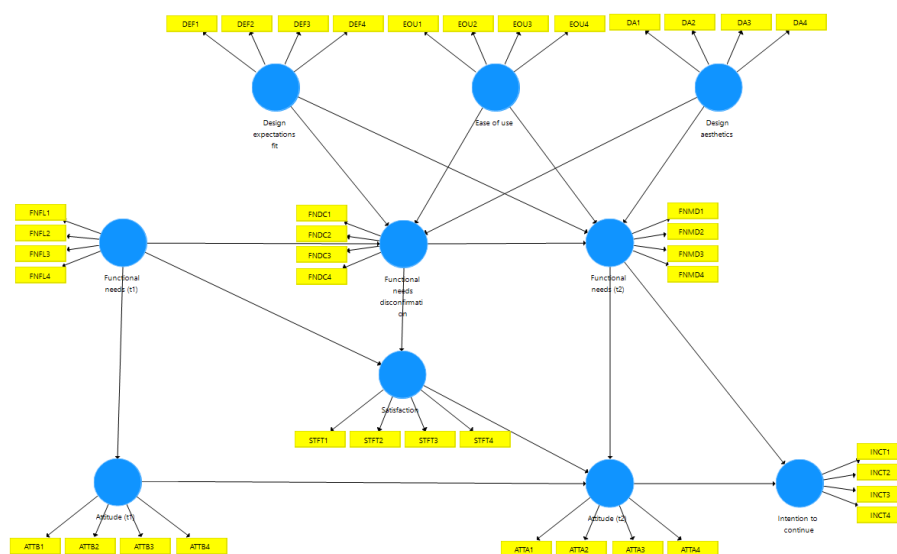 DEF1 DEF2 DEF3 DEF4 EOU1 EOU2 EOU3 EOU4 DA1 DA2 DA3 DA4
Design
expectations
fit
Ease of use
Design
aesthetics
FNFL1
FNFL2
FNFL3
FNFL4
Functional
needs (t1)
FNDC1
FNDC2
FNDC3
FNDC4
Functional
needs
disconfirmati
on
FNMD1
FNMD2
FNMD3
FNMD4
Functional
needs (t2)
Satisfaction
STFT1 STFT2 STFT3 STFT4
Attitude (t1)
ATTB1 ATTB2 ATTB3 ATTB4
Attitude (t2)
ATTA1 ATTA2 ATTA3 ATTA4
INCT1
INCT2
INCT3
INCT4
Intention to
continue